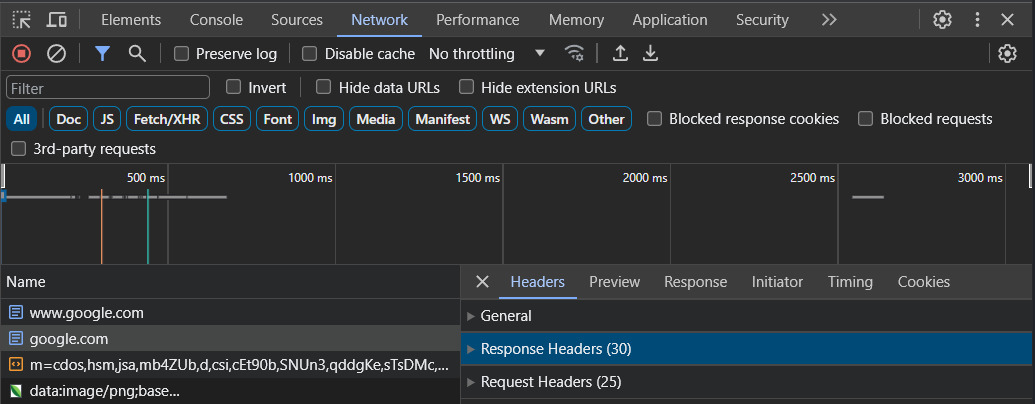 Elements Console Sources Network Performance Memory Application Security
Preserve log Disable cache No throttling
Filter Invert Hide data URLs Hide extension URLs
All Doc JS Fetch/XHR CSS Font Img Media Manifest WS Wasm Other Blocked response cookies Blocked requests
3rd-party requests
500 ms 1000 ms 1500 ms 2000 ms 2500 ms 3000 ms
Name Headers Preview Response Initiator Timing Cookies
www.google.com General
google.com Response Headers (30)
m=cdos,hsm,jsa,mb4ZUb,d,csi,cEt90b,SNUn3,qddgKe,sTsDMc,... Request Headers (25)
data:image/png;base...